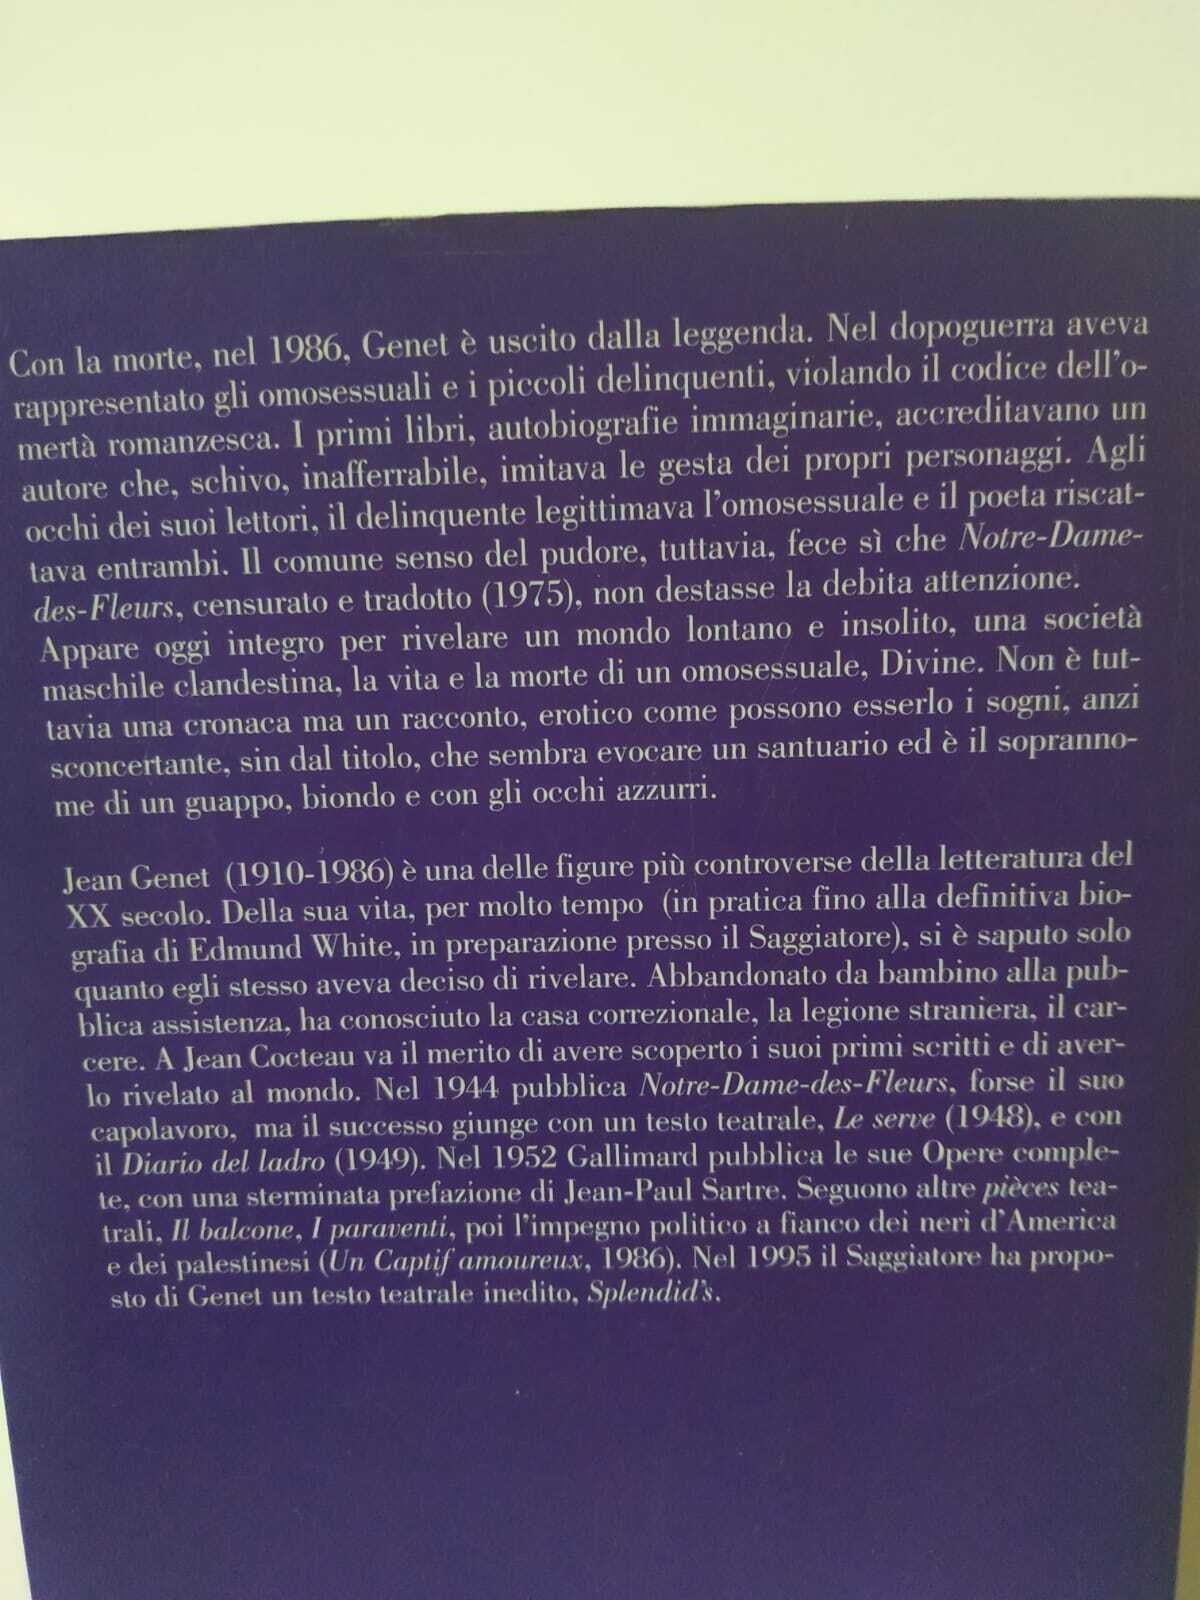 Con la morte, nel 1986, Genet è uscito dalla leggenda. Nel dopoguerra aveva
rappresentato gli omosessuali e i piccoli delinquenti, violando il codice dell'o-
mertà romanzesca. I primi libri, autobiografie immaginarie, accreditavano un
autore che, schivo, inafferrabile, imitava le gesta dei propri personaggi. Agli
occhi dei suoi lettori, il delinquente legittimava l'omosessuale e il poeta riscat-
tava entrambi. Il comune senso del pudore, tuttavia, fece sì che Notre-Dame-
des-Fleurs, censurato e tradotto (1975), non destasse la debita attenzione.
Appare oggi integro per rivelare un mondo lontano e insolito, una società
maschile clandestina, la vita e la morte di un omosessuale, Divine. Non è tut-
tavia una cronaca ma un racconto, erotico come possono esserlo i sogni, anzi
sconcertante, sin dal titolo, che sembra evocare un santuario ed è il sopranno-
me di un guappo, biondo e con gli occhi azzurri.
Jean Genet (1910-1986) è una delle figure più controverse della letteratura del
XX secolo. Della sua vita, per molto tempo (in pratica fino alla definitiva bio-
grafia di Edmund White, in preparazione presso il Saggiatore), si è saputo solo
quanto egli stesso aveva deciso di rivelare. Abbandonato da bambino alla pub-
blica assistenza, ha conosciuto la casa correzionale, la legione straniera, il car-
cere. A Jean Cocteau va il merito di avere scoperto i suoi primi scritti e di aver-
lo rivelato al mondo. Nel 1944 pubblica Notre-Dame-des-Fleurs, forse il suo
capolavoro, ma il successo giunge con un testo teatrale, Le serve (1948), e con
il Diario del ladro (1949). Nel 1952 Gallimard pubblica le sue Opere comple-
te, con una sterminata prefazione di Jean-Paul Sartre. Seguono altre pièces tea-
trali, Il balcone, I paraventi, poi l'impegno politico a fianco dei neri d'America
e dei palestinesi (Un Captif amoureux, 1986). Nel 1995 il Saggiatore ha propo-
sto di Genet un testo teatrale inedito, Splendid's.